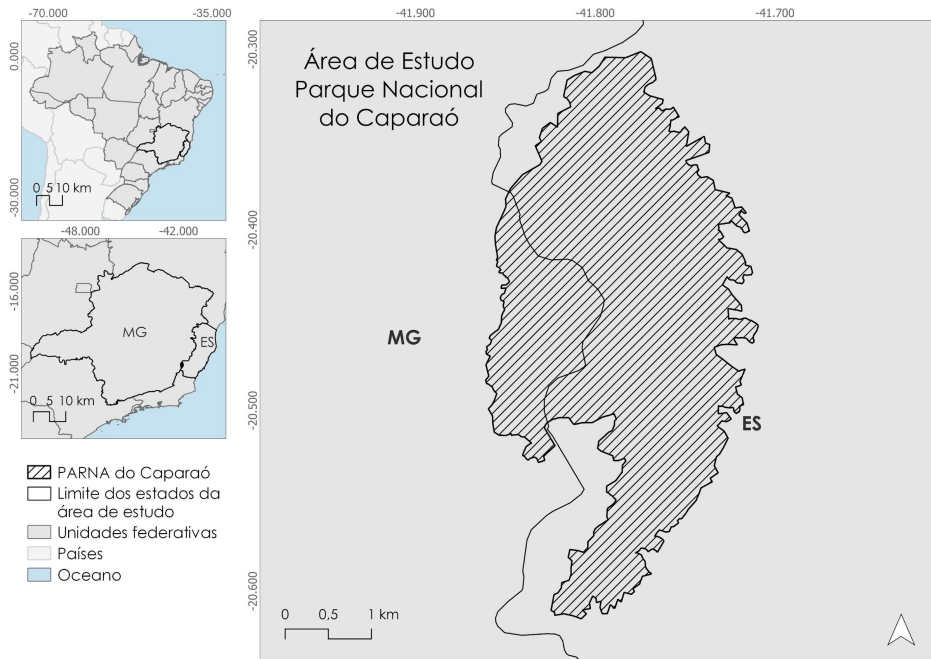 -70.000
-35.000
0.000
-30.000
0 5 10 km
-48.000
-42.000
-16.000
-21.000
MG
ES
0 5 10 km
PARNA do Caparaó
Limite dos estados da
área de estudo
Unidades federativas
Países
Oceano
-41.900
-41.800
-41.700
-20.300
-20.400
-20.500
-20.600
Área de Estudo
Parque Nacional
do Caparaó
MG
ES
0 0,5 1 km